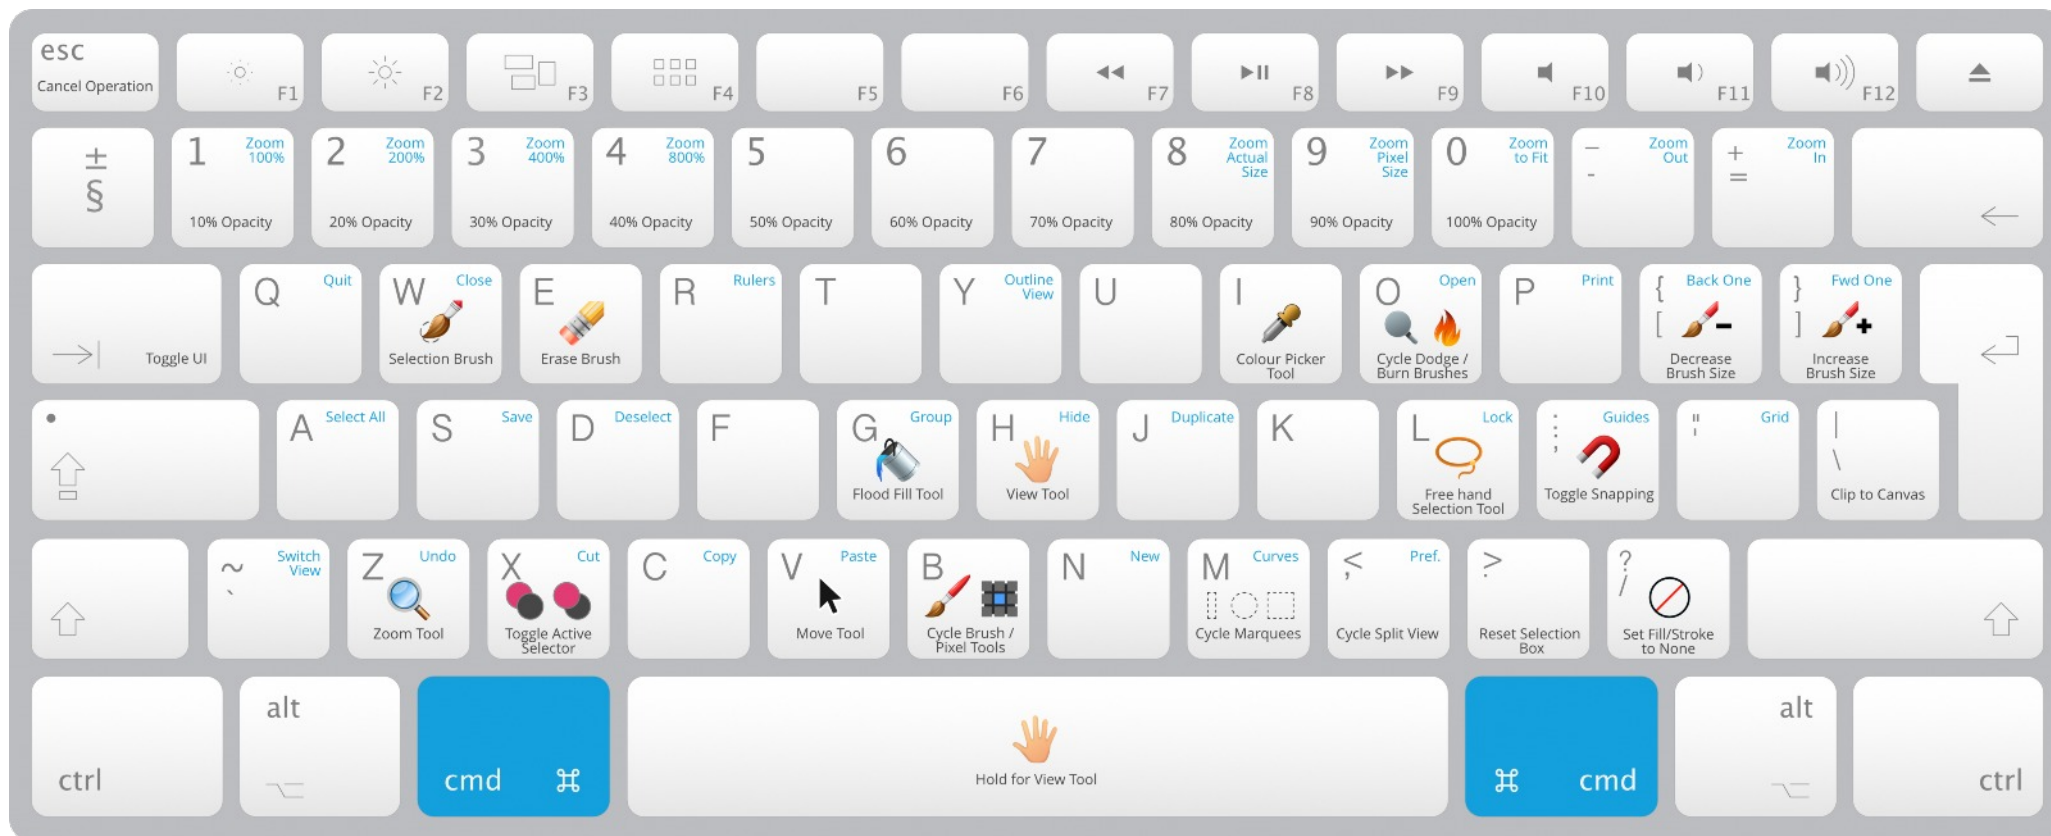 esc
Cancel Operation
F1
F2
F3
F4
F5
F6
F7
F8
F9
F10
F11
F12
±
§
1 Zoom
100%
10% Opacity
2 Zoom
200%
20% Opacity
3 Zoom
400%
30% Opacity
4 Zoom
800%
40% Opacity
5
50% Opacity
6
60% Opacity
7
70% Opacity
8 Zoom
Actual
Size
80% Opacity
9 Zoom
Pixel
Size
90% Opacity
0 Zoom
to Fit
100% Opacity
_ Zoom
Out
-
+ Zoom
In
=
Toggle UI
Q Quit
W Close
Selection Brush
E
Erase Brush
R Rulers
T
Y Outline
View
U
I
Colour Picker
Tool
O Open
Cycle Dodge /
Burn Brushes
P Print
{ Back One
[
Decrease
Brush Size
} Fwd One
]
Increase
Brush Size
A Select All
S Save
D Deselect
F
G Group
Flood Fill Tool
H Hide
View Tool
J Duplicate
K
L Lock
Free hand
Selection Tool
: Guides
;
Toggle Snapping
" Grid
'
|
\
Clip to Canvas
~ Switch
View
`
Z Undo
Zoom Tool
X Cut
Toggle Active
Selector
C Copy
V Paste
Move Tool
B
Cycle Brush /
Pixel Tools
N New
M Curves
Cycle Marquees
< Pref.
,
Cycle Split View
>
.
Reset Selection
Box
?
/
Set Fill/Stroke
to None
ctrl
alt
cmd ⌘
Hold for View Tool
⌘ cmd
alt
ctrl